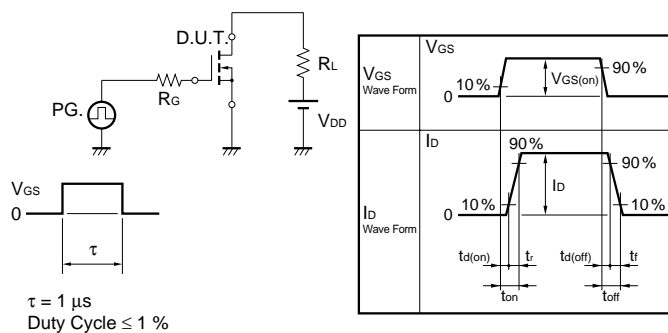 D.U.T.
RL
RG
PG.
VDD
VGS
0
τ
τ = 1 μs
Duty Cycle ≤ 1 %
VGS
Wave Form
VGS
10 %
90 %
VGS(on)
0
ID
Wave Form
ID
90 %
90 %
ID
10 %
10 %
0
td(on)
tr
td(off)
tf
ton
toff